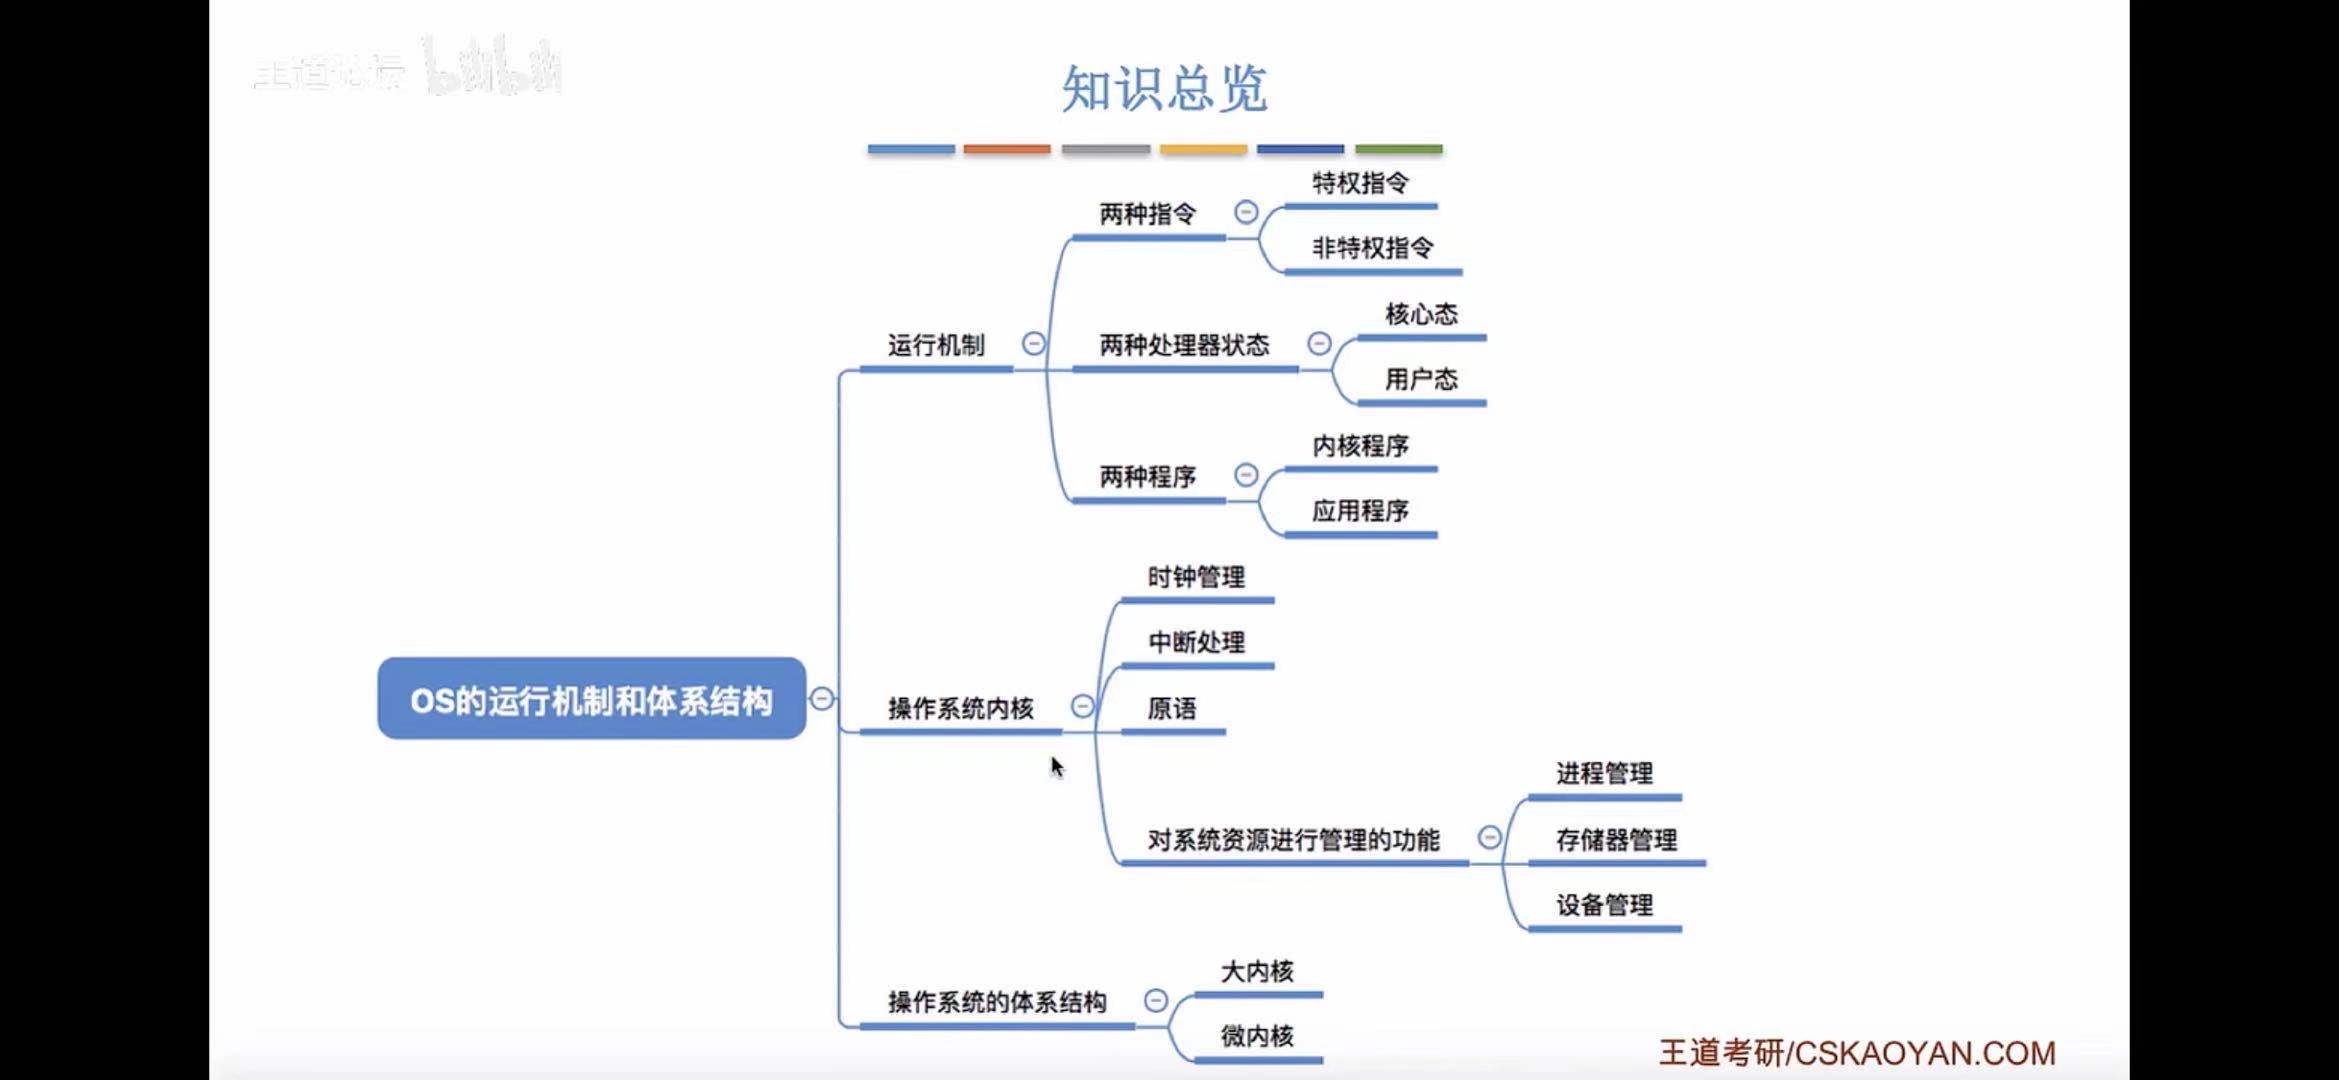 王道论坛 bilibili
知识总览
特权指令
两种指令
非特权指令
核心态
运行机制
两种处理器状态
用户态
内核程序
两种程序
应用程序
时钟管理
中断处理
OS的运行机制和体系结构
操作系统内核
原语
进程管理
对系统资源进行管理的功能
存储器管理
设备管理
大内核
操作系统的体系结构
微内核
王道考研/CSKAOYAN.COM